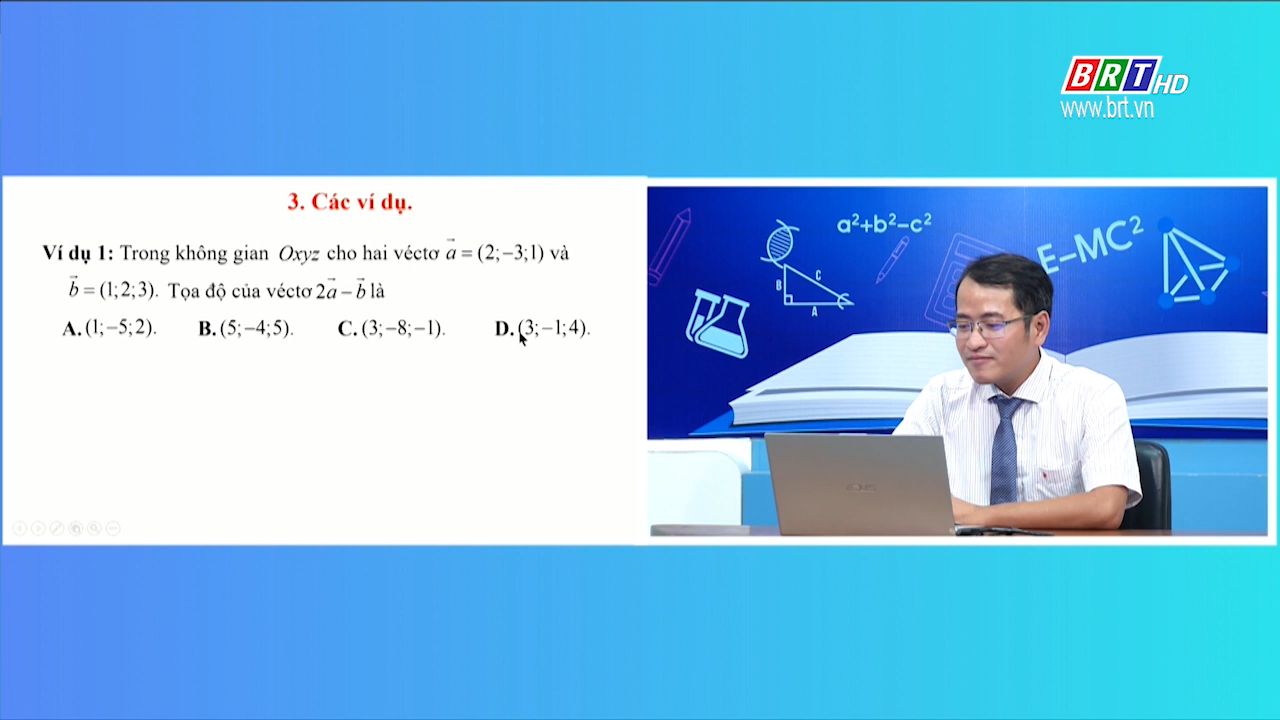 BRT HD
www.brt.vn
3. Các ví dụ.
Ví dụ 1: Trong không gian Oxyz cho hai véctơ a⃗ = (2;−3;1) và
b⃗ = (1;2;3). Tọa độ của véctơ 2a⃗ − b⃗ là
A. (1;−5;2). B. (5;−4;5). C. (3;−8;−1). D. (3;−1;4).
a²+b²−c²
E−MC²
B
C
A